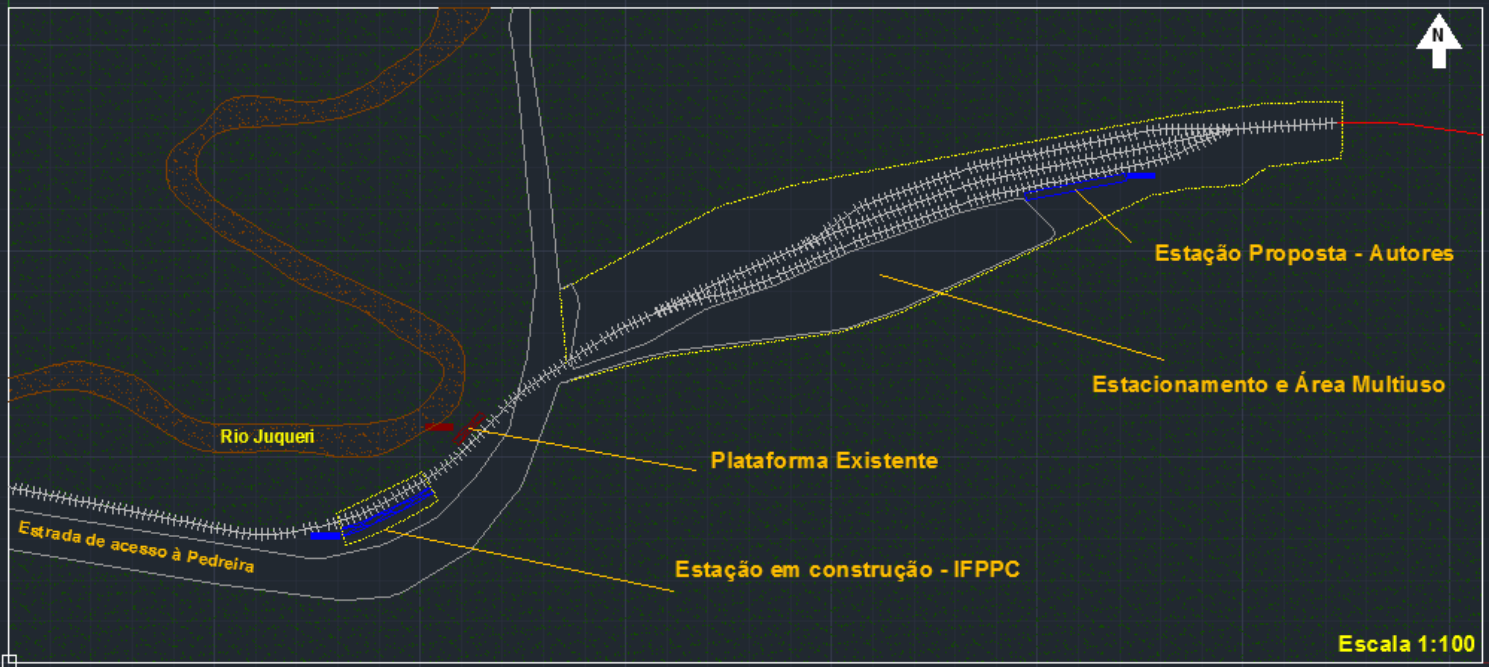 N
Estação Proposta - Autores
Estacionamento e Área Multiuso
Rio Juqueri
Plataforma Existente
Estrada de acesso à Pedreira
Estação em construção - IFPPC
Escala 1:100